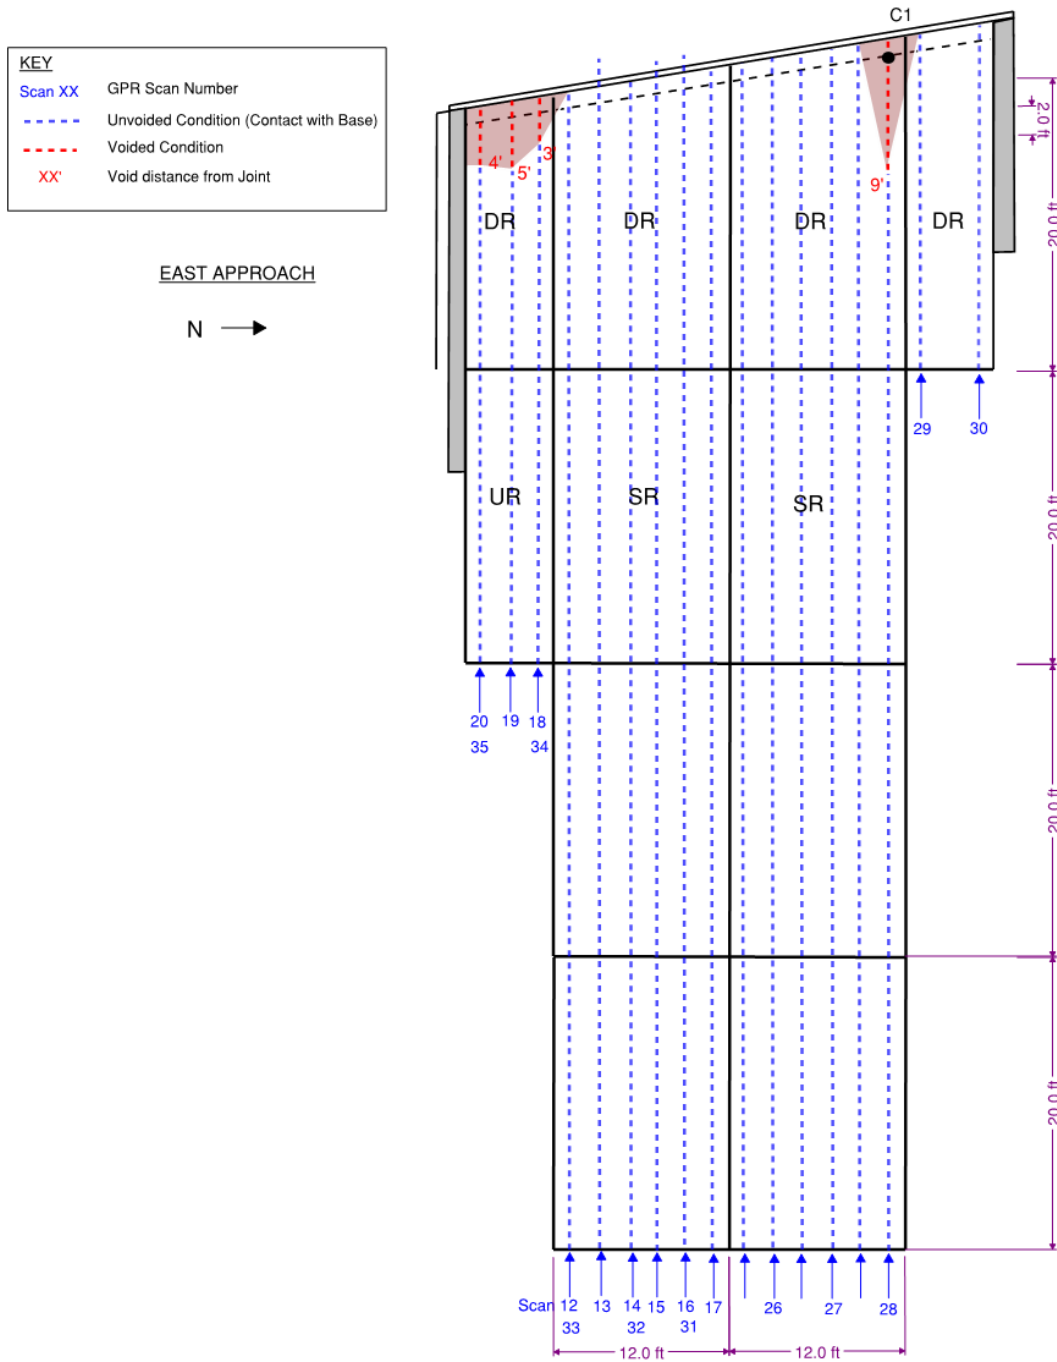 C1
KEY
Scan XX GPR Scan Number
Unvoided Condition (Contact with Base)
Voided Condition
XX' Void distance from Joint
2.0 ft
4' 3'
5'
9'
DR DR DR DR
20.0 ft
EAST APPROACH
N
29 30
UR SR SR
20.0 ft
20 19 18
35 34
20.0 ft
20.0 ft
Scan 12 13 14 15 16 17 26 27 28
33 32 31
12.0 ft 12.0 ft